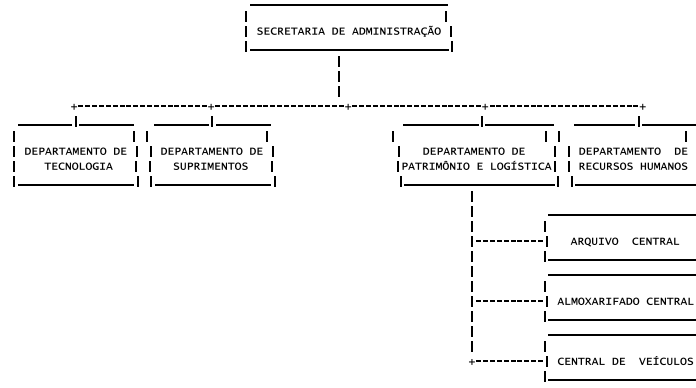 SECRETARIA DE ADMINISTRAÇÃO
DEPARTAMENTO DE
TECNOLOGIA
DEPARTAMENTO DE
SUPRIMENTOS
DEPARTAMENTO DE
PATRIMÔNIO E LOGÍSTICA
DEPARTAMENTO DE
RECURSOS HUMANOS
ARQUIVO CENTRAL
ALMOXARIFADO CENTRAL
CENTRAL DE VEÍCULOS